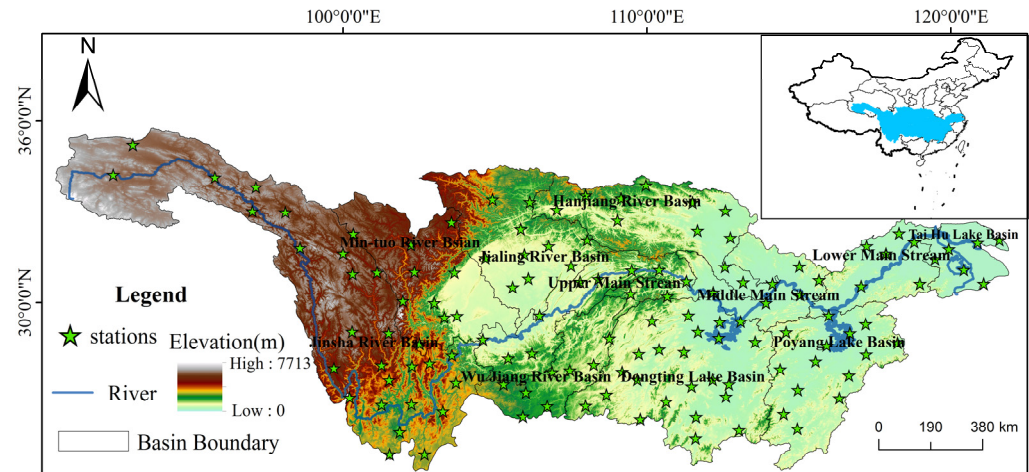 100°0'0"E 110°0'0"E 120°0'0"E
N
36°0'0"N
30°0'0"N
Hanjiang River Basin
Tai Hu Lake Basin
Min-tuo River Bsian
Jialing River Basin
Lower Main Stream
Upper Main Stream
Middle Main Stream
Jinsha River Basin
Poyang Lake Basin
Wu Jiang River Basin
Dongting Lake Basin
Legend
stations
Elevation(m)
High : 7713
Low : 0
River
Basin Boundary
0 190 380 km